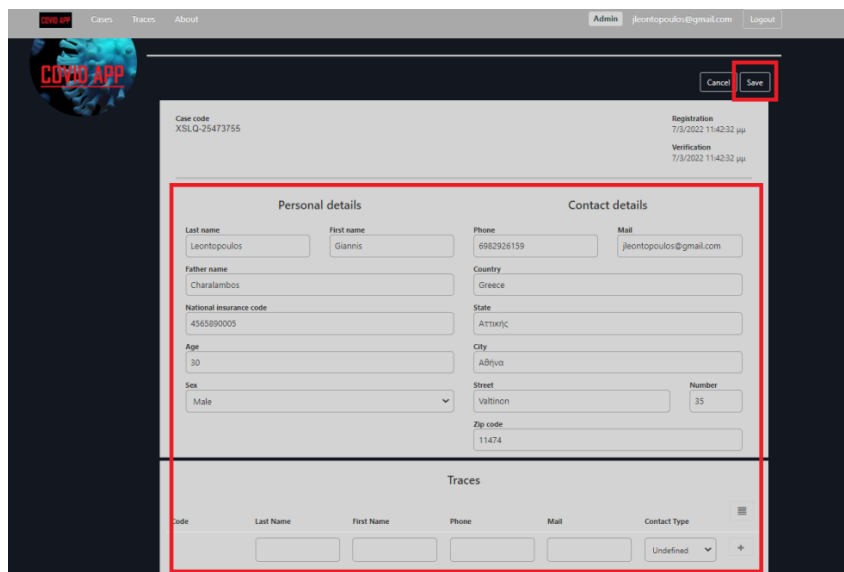 COVID APP Cases Traces About Admin jleontopoulos@gmail.com Logout
COVID APP
Cancel Save
Case code Registration
XSLQ-25473755 7/3/2022 11:42:32 μμ
Verification
7/3/2022 11:42:32 μμ
Personal details Contact details
Last name First name Phone Mail
Leontopoulos Giannis 6982926159 jleontopoulos@gmail.com
Father name Country
Charalambos Greece
National insurance code State
4565890005 Αττικής
Age City
30 Αθήνα
Sex Street Number
Male Valtinon 35
Zip code
11474
Traces
Code Last Name First Name Phone Mail Contact Type
Undefined +